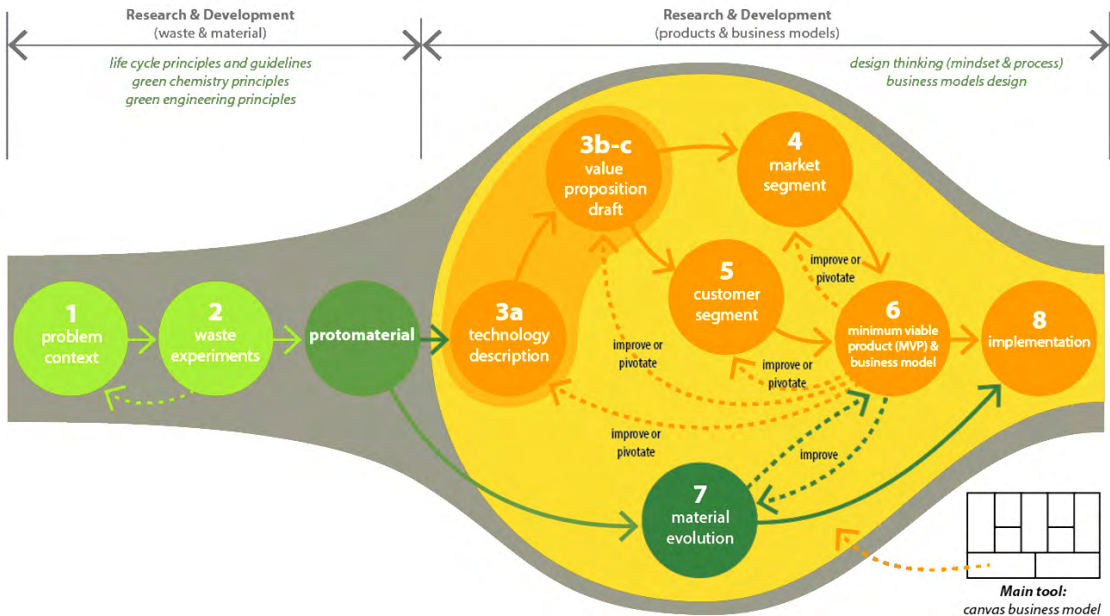 Research & Development
(waste & material)
life cycle principles and guidelines
green chemistry principles
green engineering principles
Research & Development
(products & business models)
design thinking (mindset & process)
business models design
1
problem
context
2
waste
experiments
protomaterial
3a
technology
description
3b-c
value
proposition
draft
4
market
segment
5
customer
segment
6
minimum viable
product (MVP) &
business model
8
implementation
7
material
evolution
improve or
pivotate
improve or
pivotate
improve or
pivotate
improve or
pivotate
improve
Main tool:
canvas business model